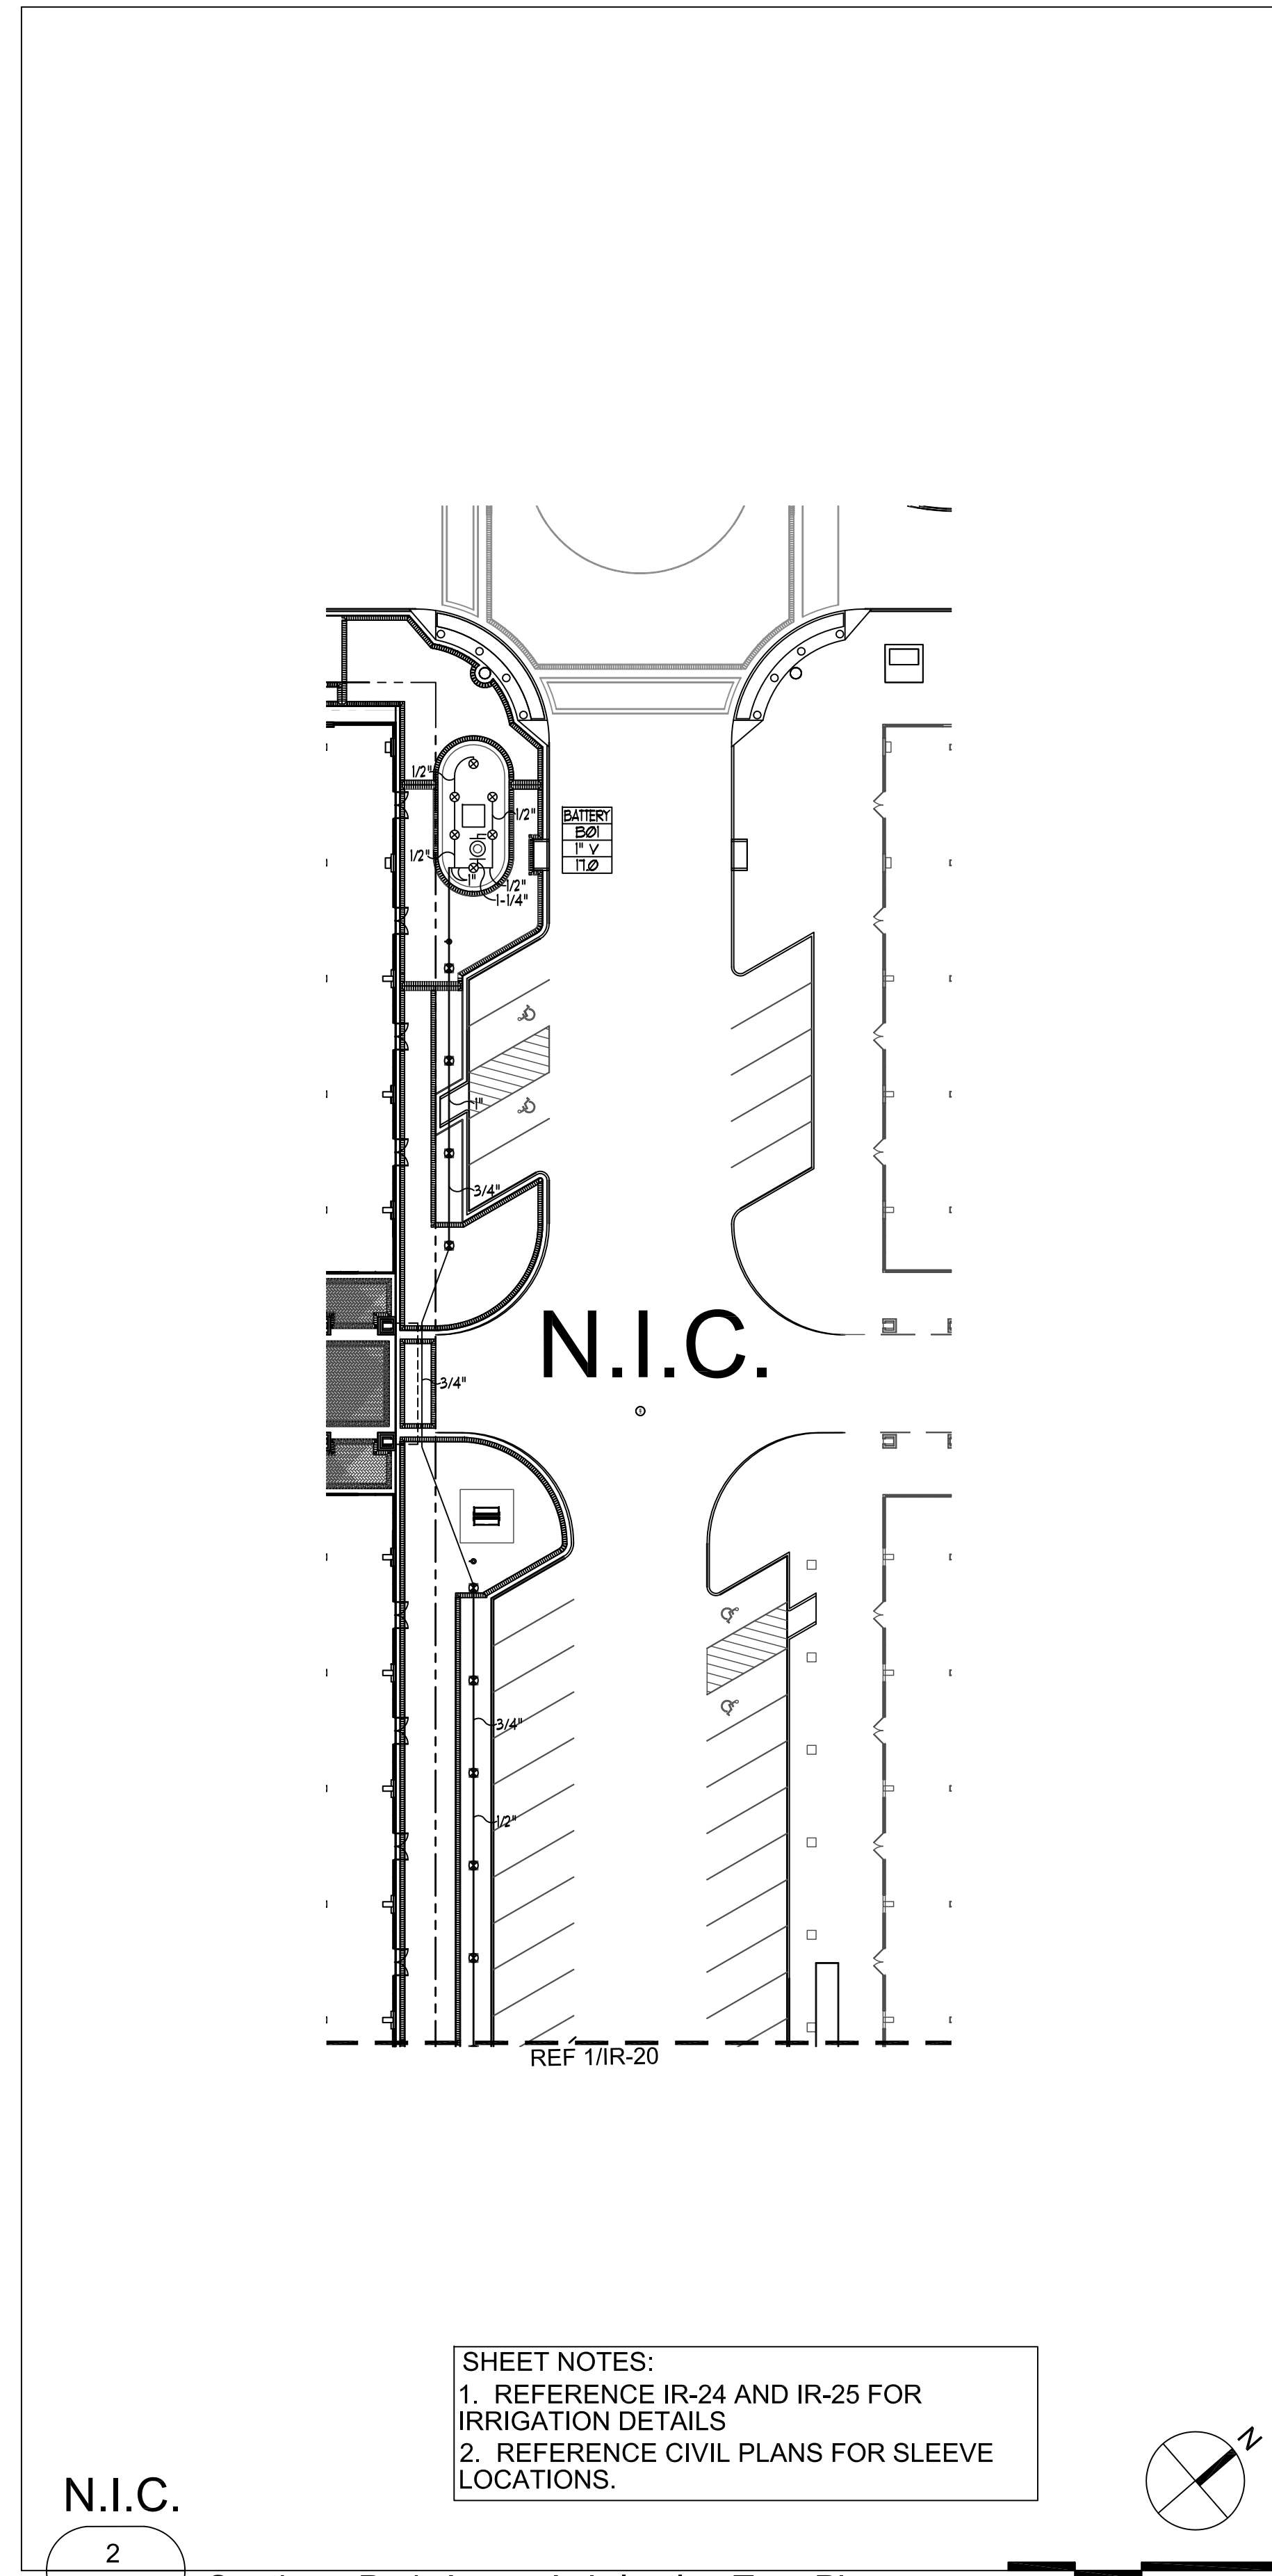 1/2"
1/2"
BATTERY
BØ1
1" V
17.Ø
1/2"
1"
1/2"
1-1/4"
1"
3/4"
N.I.C.
3/4"
3/4"
1/2"
REF 1/IR-20
SHEET NOTES:
1. REFERENCE IR-24 AND IR-25 FOR
IRRIGATION DETAILS
2. REFERENCE CIVIL PLANS FOR SLEEVE
LOCATIONS.
N
N.I.C.
2